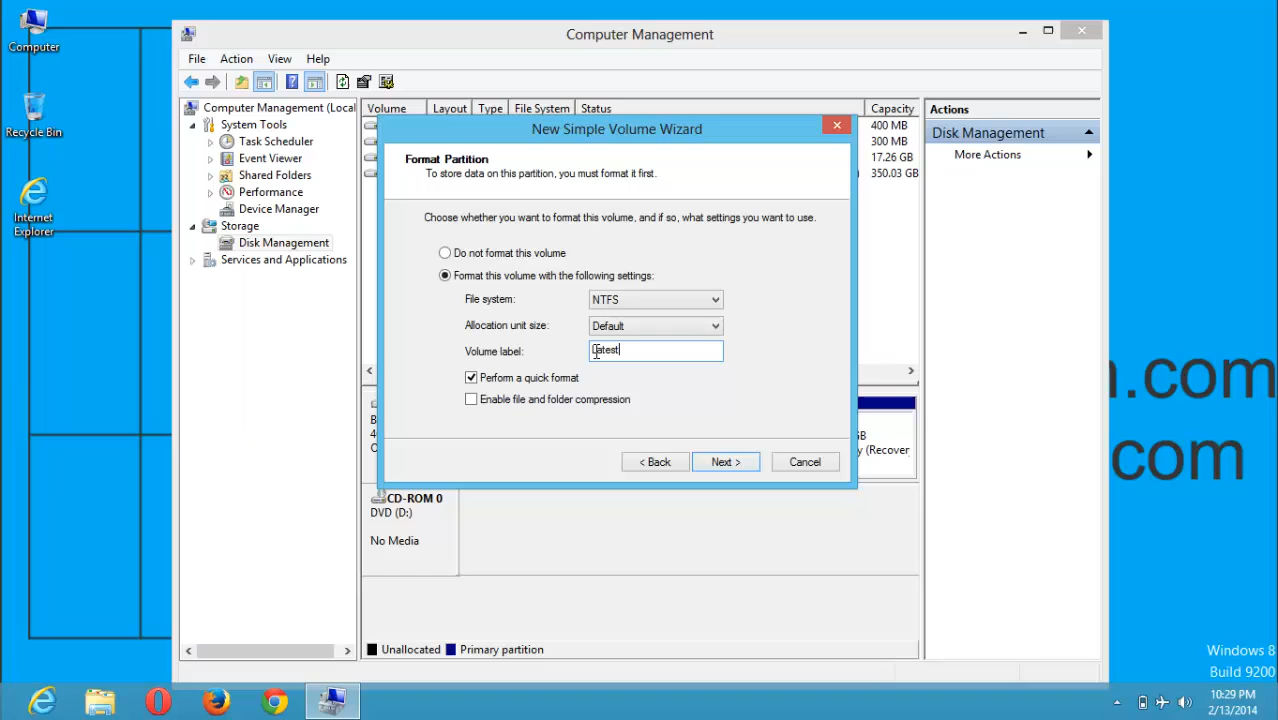 Computer
Recycle Bin
Internet
Explorer
Computer Management
File Action View Help
Computer Management (Local
System Tools
Task Scheduler
Event Viewer
Shared Folders
Performance
Device Manager
Storage
Disk Management
Services and Applications
Volume Layout Type File System Status Capacity
400 MB
300 MB
17.26 GB
350.03 GB
Actions
Disk Management
More Actions
New Simple Volume Wizard
Format Partition
To store data on this partition, you must format it first.
Choose whether you want to format this volume, and if so, what settings you want to use.
Do not format this volume
Format this volume with the following settings:
File system: NTFS
Allocation unit size: Default
Volume label: Latest
Perform a quick format
Enable file and folder compression
< Back Next > Cancel
B
4
O
GB
y (Recover
CD-ROM 0
DVD (D:)
No Media
Unallocated Primary partition
n.com
com
Windows 8
Build 9200
10:29 PM
2/13/2014